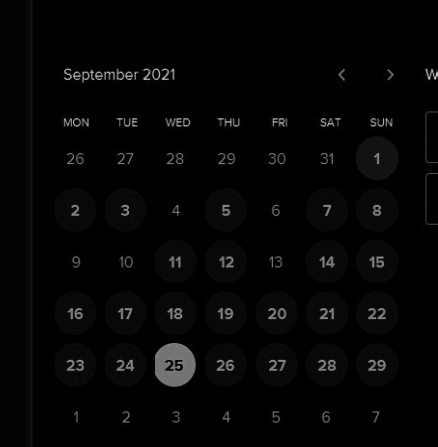 September 2021 < > W
MON TUE WED THU FRI SAT SUN
26 27 28 29 30 31 1
2 3 4 5 6 7 8
9 10 11 12 13 14 15
16 17 18 19 20 21 22
23 24 25 26 27 28 29
1 2 3 4 5 6 7